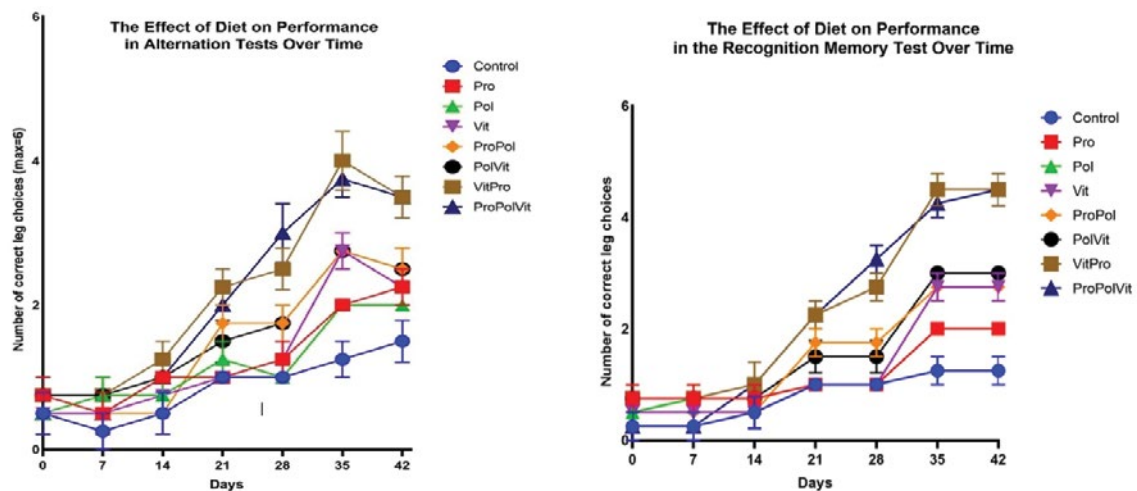 The Effect of Diet on Performance
in Alternation Tests Over Time
Number of correct leg choices (max=6)
6
4
2
0
0 7 14 21 28 35 42
Days
Control
Pro
Pol
Vit
ProPol
PolVit
VitPro
ProPolVit
The Effect of Diet on Performance
in the Recognition Memory Test Over Time
Number of correct leg choices
6
4
2
0
0 7 14 21 28 35 42
Days
Control
Pro
Pol
Vit
ProPol
PolVit
VitPro
ProPolVit